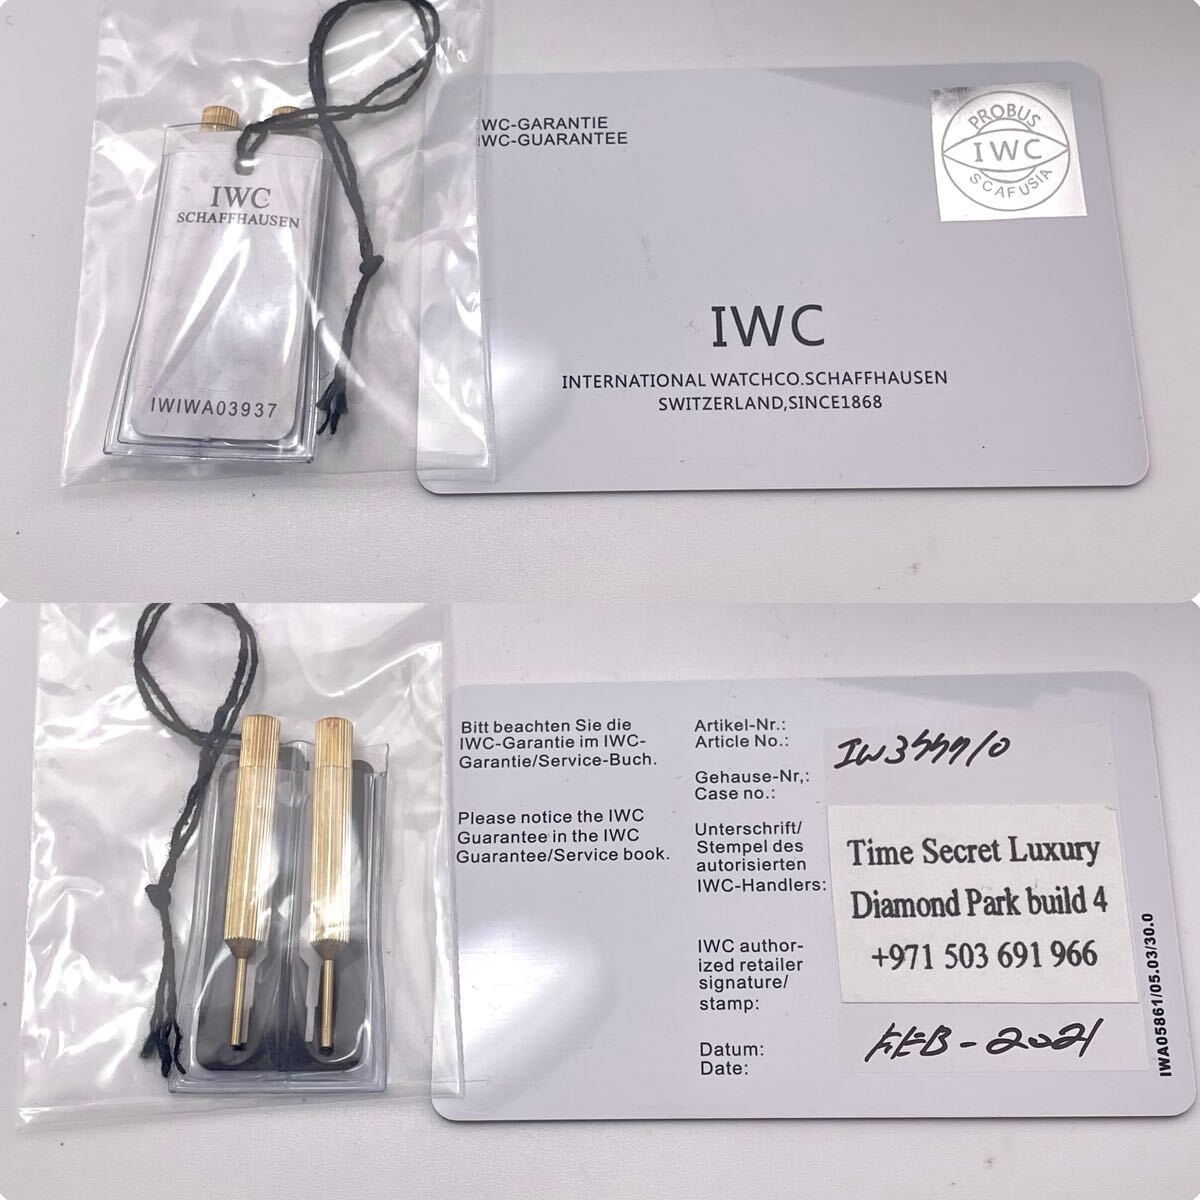 IWC
SCHAFFHAUSEN
IWIWA03937
IWC-GARANTIE
IWC-GUARANTEE
PROBUS
IWC
SCAFUSIA
IWC
INTERNATIONAL WATCHCO.SCHAFFHAUSEN
SWITZERLAND,SINCE1868
Bitt beachten Sie die
IWC-Garantie im IWC-
Garantie/Service-Buch.
Please notice the IWC
Guarantee in the IWC
Guarantee/Service book.
Artikel-Nr.:
Article No.:
Gehause-Nr,:
Case no.:
Unterschrift/
Stempel des
autorisierten
IWC-Handlers:
IWC author-
ized retailer
signature/
stamp:
Datum:
Date:
Time Secret Luxury
Diamond Park build 4
+971 503 691 966
FEB-2021
IWA05861/05.03/30.0